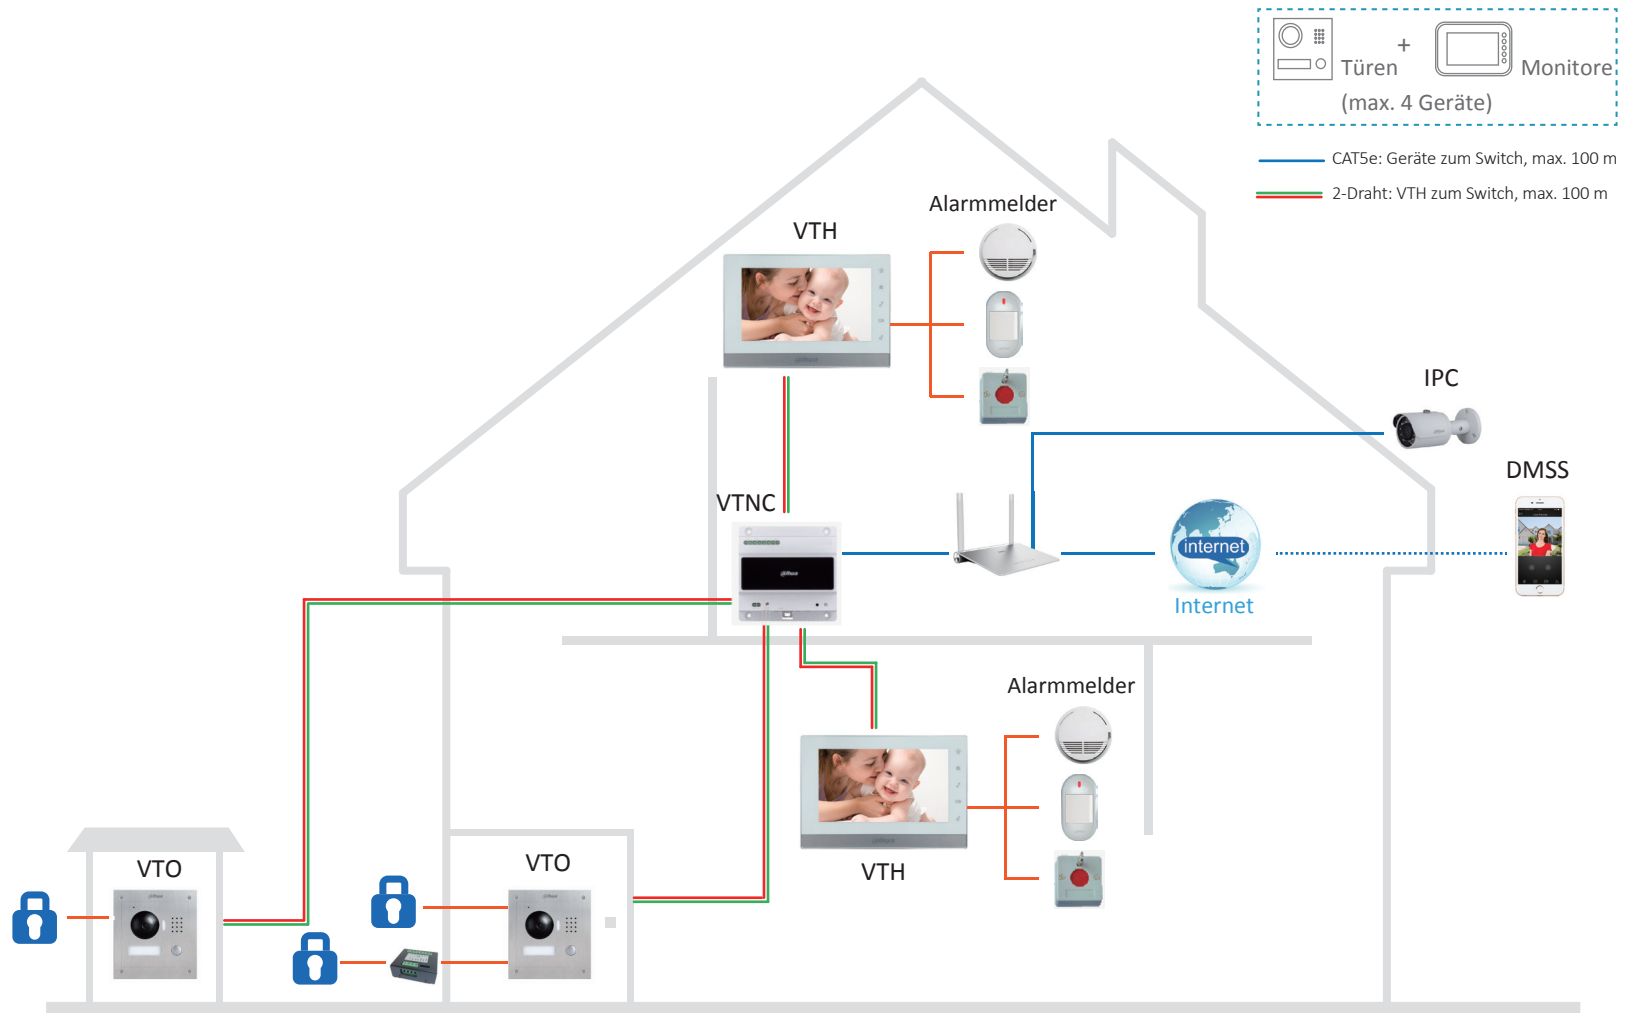 Türen + Monitore
(max. 4 Geräte)
CAT5e: Geräte zum Switch, max. 100 m
2-Draht: VTH zum Switch, max. 100 m
Alarmmelder
VTH
IPC
DMSS
VTNC
alhua
internet
Internet
Alarmmelder
VTH
VTO
VTO